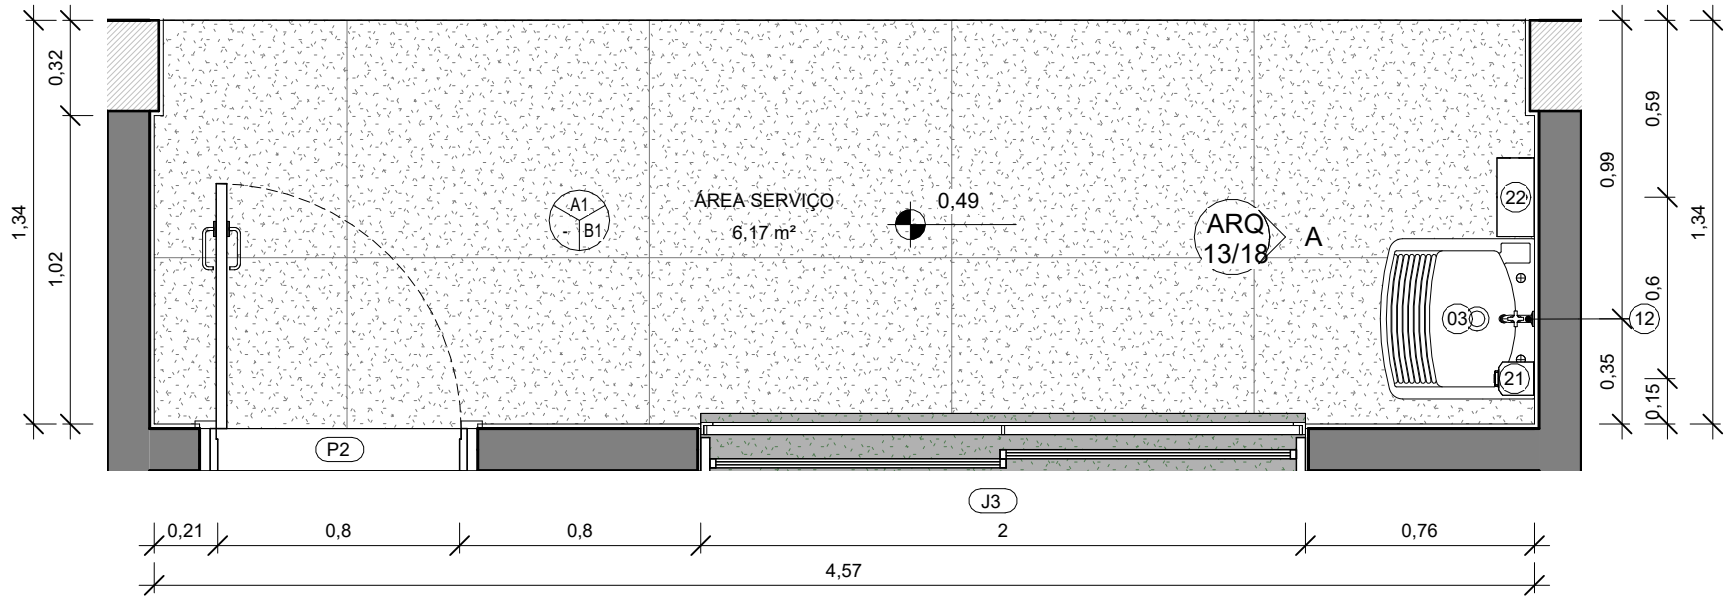 0,32
1,02
1,34
A1
-
B1
ÁREA SERVIÇO
6,17 m²
0,49
ARQ
13/18
A
22
03
12
21
0,99
0,35
0,59
0,6
0,15
1,34
P2
J3
0,21
0,8
0,8
2
0,76
4,57